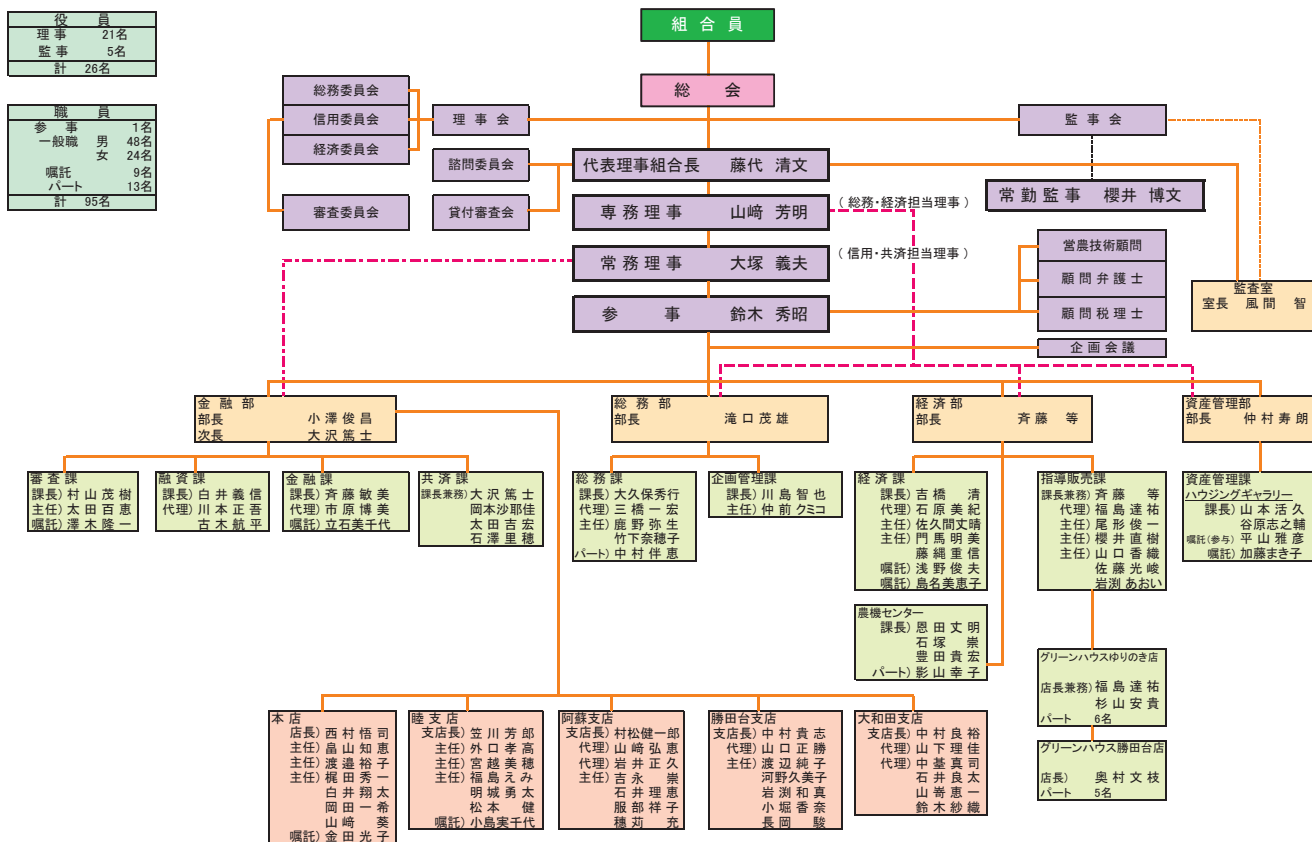 役員
理事 21名
監事 5名
計 26名
職員
参事 1名
一般職 男 48名
女 24名
嘱託 9名
パート 13名
計 95名
組合員
総会
総務委員会
信用委員会
経済委員会
審査委員会
理事会
諮問委員会
貸付審査会
監事会
代表理事組合長 藤代 清文
専務理事 山﨑 芳明
(総務・経済担当理事)
常務理事 大塚 義夫
(信用・共済担当理事)
参事 鈴木 秀昭
常勤監事 櫻井 博文
営農技術顧問
顧問弁護士
顧問税理士
企画会議
監査室
室長 風間 智
金融部
部長 小澤俊昌
次長 大沢篤士
総務部
部長 滝口茂雄
経済部
部長 斉藤 等
資産管理部
部長 仲村寿朗
審査課
課長)村山茂樹
主任)太田百恵
嘱託)澤木隆一
融資課
課長)白井義信
代理)川本正吾
古木航平
金融課
課長)斉藤敏美
代理)市原博美
嘱託)立石美千代
共済課
課長兼務)大沢篤士
岡本沙耶佳
太田吉宏
石澤里穂
総務課
課長)大久保秀行
代理)三橋一宏
主任)鹿野弥生
竹下奈穂子
パート)中村伴恵
企画管理課
課長)川島智也
主任)仲前クミコ
経済課
課長)吉橋 清
代理)石原美紀
主任)佐久間丈晴
主任)門馬明美
藤縄重信
嘱託)浅野俊夫
嘱託)島名美恵子
指導販売課
課長兼務)斉藤 等
代理)福島達祐
主任)尾形俊一
主任)櫻井直樹
主任)山口香織
佐藤光峻
岩渕あおい
資産管理課
ハウジングギャラリー
課長)山本活久
谷原志之輔
嘱託(参与)平山雅彦
嘱託)加藤まき子
農機センター
課長)恩田丈明
石塚 崇
豊田貴宏
パート)影山幸子
グリーンハウスゆりのき店
店長兼務)福島達祐
杉山安貴
パート 6名
グリーンハウス勝田台店
店長) 奥村文枝
パート 5名
本店
店長)西村悟司
主任)畠山知恵
主任)渡邉裕子
主任)梶田秀一
白井翔太
岡田一希
山﨑 葵
嘱託)金田光子
睦支店
支店長)笠川芳郎
主任)外口孝高
主任)宮越美穂
主任)福島えみ
明城勇太
松本 健
嘱託)小島実千代
阿蘇支店
支店長)村松健一郎
代理)山﨑弘恵
代理)岩井正久
主任)吉永 崇
石井理恵
服部祥子
穂苅 充
勝田台支店
支店長)中村貴志
代理)山口正勝
主任)渡辺純子
河野久美子
岩渕和真
小堀香奈
長岡 駿
大和田支店
支店長)中村良裕
代理)山下理佳
代理)中基真司
石井良太
山嵜恵一
鈴木紗織